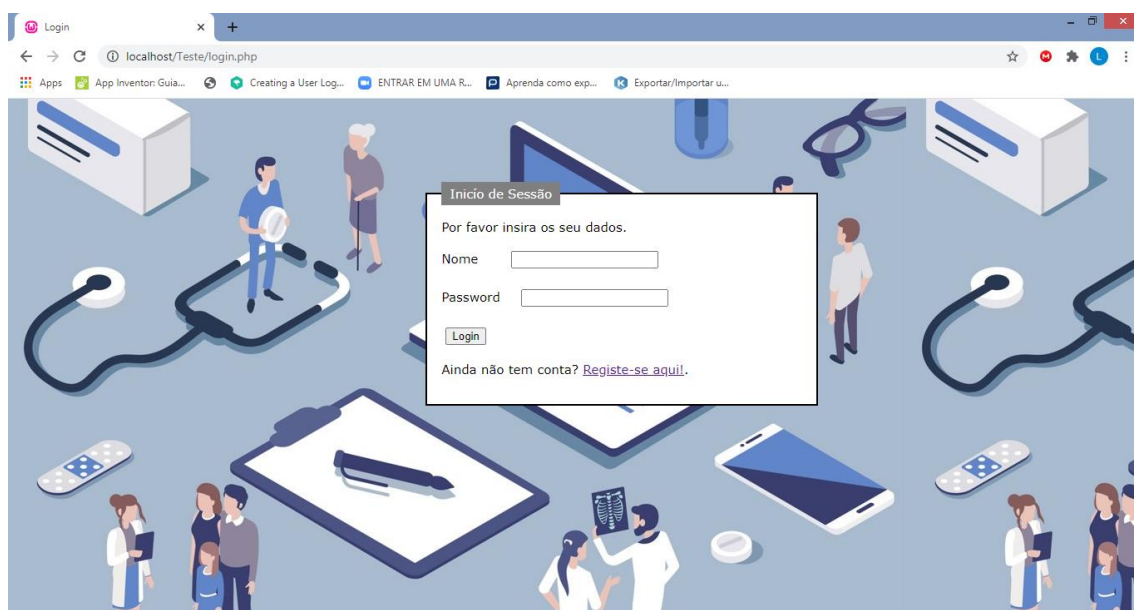 Login
localhost/Teste/login.php
Apps App Inventor: Guia... Creating a User Log... ENTRAR EM UMA R... Aprenda como exp... Exportar/Importar u...
L
Inicío de Sessão
Por favor insira os seu dados.
Nome
Password
Login
Ainda não tem conta? Registe-se aqui!.